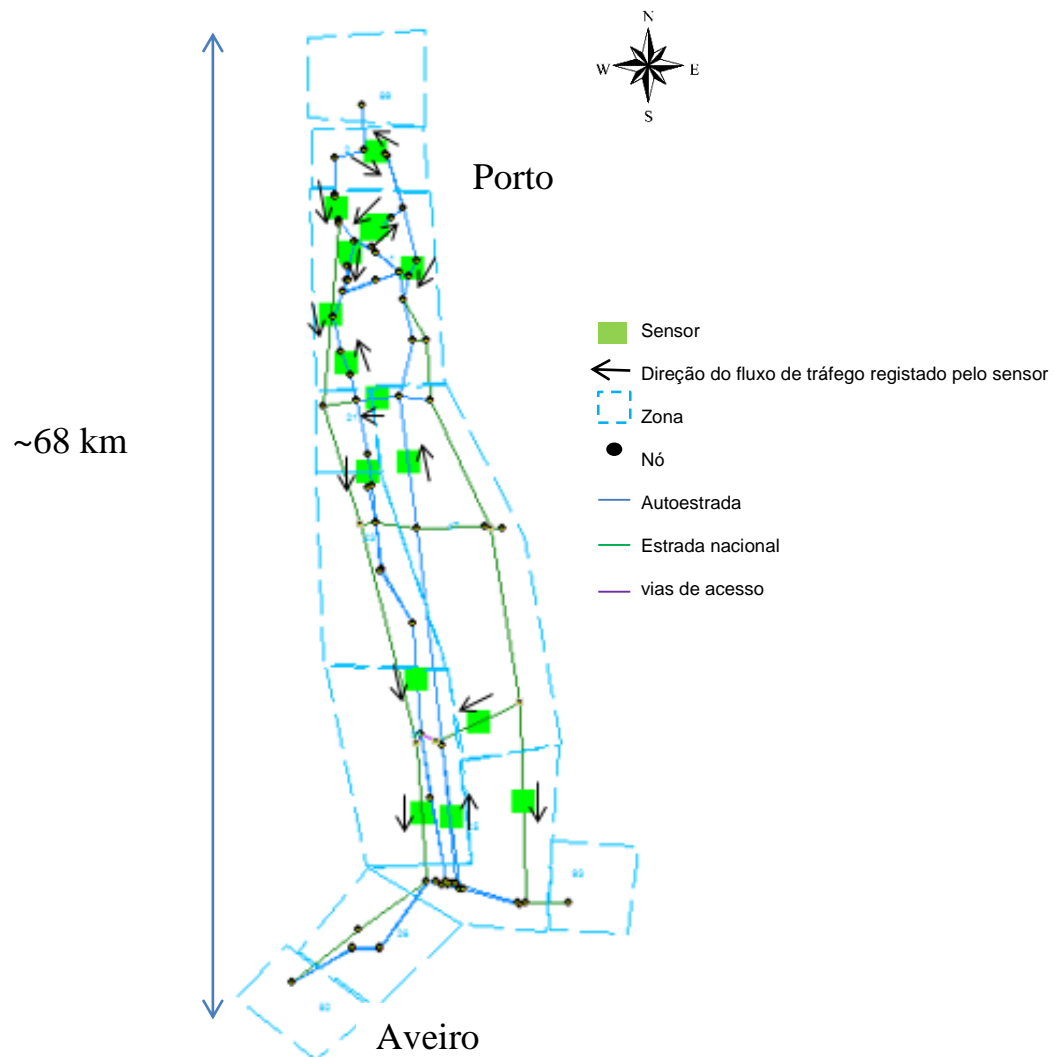 N
W
E
S
Porto
Sensor
Direção do fluxo de tráfego registado pelo sensor
Zona
Nó
~68 km
Autoestrada
Estrada nacional
vias de acesso
Aveiro